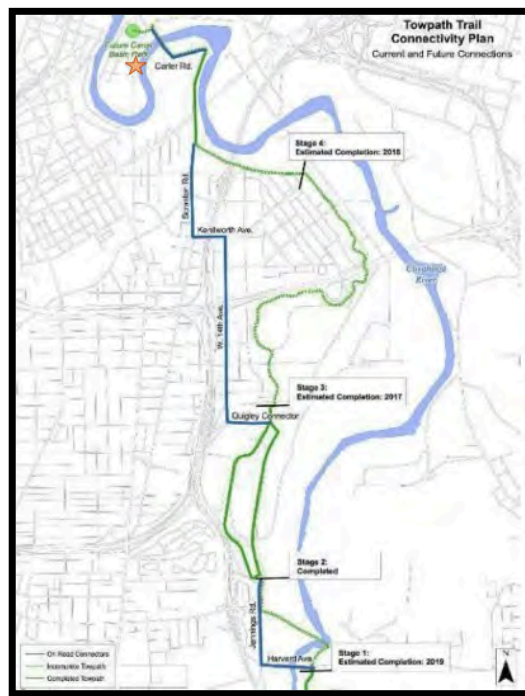 Towpath Trail
Connectivity Plan
Current and Future Connections
Carter Rd.
Stage 4:
Estimated Completion: 2018
Scranton Rd.
Kenilworth Ave.
W. 14th Ave.
Cuyahoga
River
Stage 3:
Estimated Completion: 2017
Quigley Connector
Stage 2:
Completed
Jennings Rd.
Stage 1:
Estimated Completion: 2019
Harvard Ave.
On Road Connectors
Incomplete Towpath
Completed Towpath
N